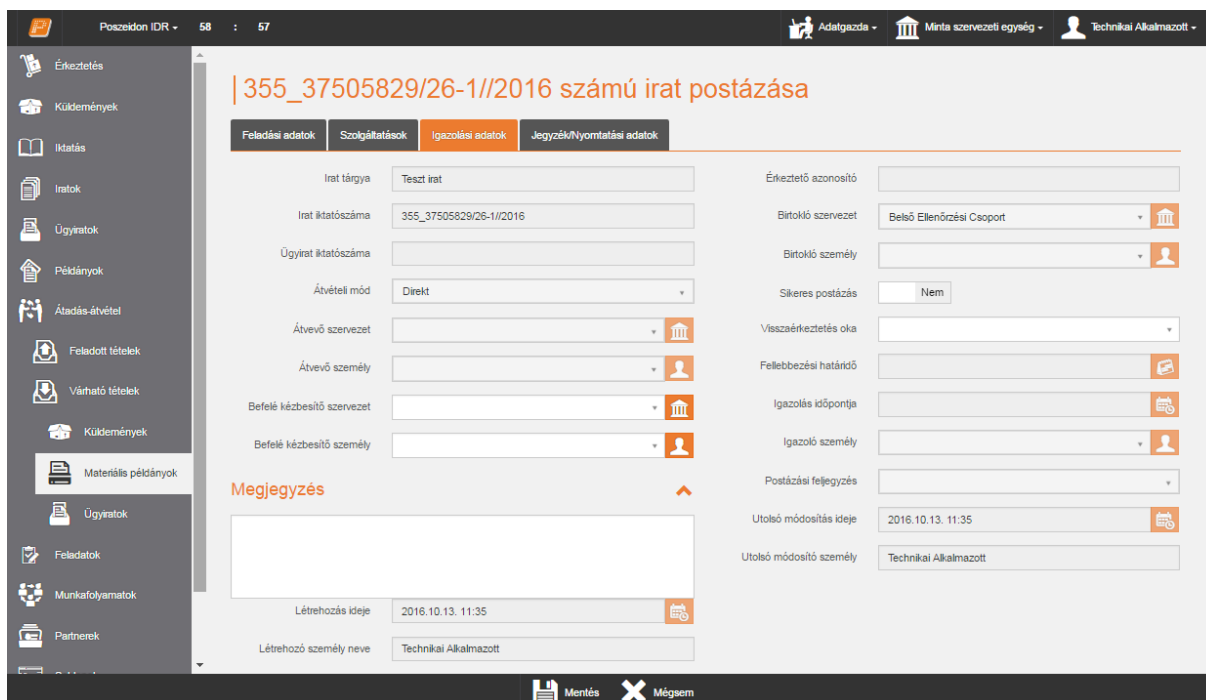 Poszeidon IDR
58 : 57
Adatgazda
Minta szervezeti egység
Technikai Alkalmazott
Érkeztetés
Küldemények
Iktatás
Iratok
Ügyiratok
Példányok
Átadás-átvétel
Feladott tételek
Várható tételek
Küldemények
Materiális példányok
Ügyiratok
Feladatok
Munkafolyamatok
Partnerek
355_37505829/26-1//2016 számú irat postázása
Feladási adatok
Szolgáltatások
Igazolási adatok
Jegyzék/Nyomtatási adatok
Irat tárgya
Teszt irat
Irat iktatószáma
355_37505829/26-1//2016
Ügyirat iktatószáma
Átvételi mód
Direkt
Átvevő szervezet
Átvevő személy
Befelé kézbesítő szervezet
Befelé kézbesítő személy
Megjegyzés
Létrehozás ideje
2016.10.13. 11:35
Létrehozó személy neve
Technikai Alkalmazott
Érkeztető azonosító
Birtokló szervezet
Belső Ellenőrzési Csoport
Birtokló személy
Sikeres postázás
Nem
Visszaérkeztetés oka
Fellebbezési határidő
Igazolás időpontja
Igazoló személy
Postázási feljegyzés
Utolsó módosítás ideje
2016.10.13. 11:35
Utolsó módosító személy
Technikai Alkalmazott
Mentés
Mégsem